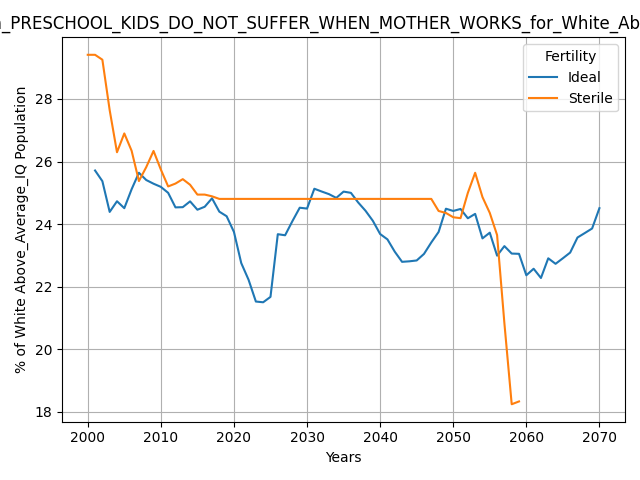 PRESCHOOL_KIDS_DO_NOT_SUFFER_WHEN_MOTHER_WORKS_for_White_Ab
Fertility
Ideal
Sterile
% of White Above_Average_IQ Population
28
26
24
22
20
18
2000 2010 2020 2030 2040 2050 2060 2070
Years